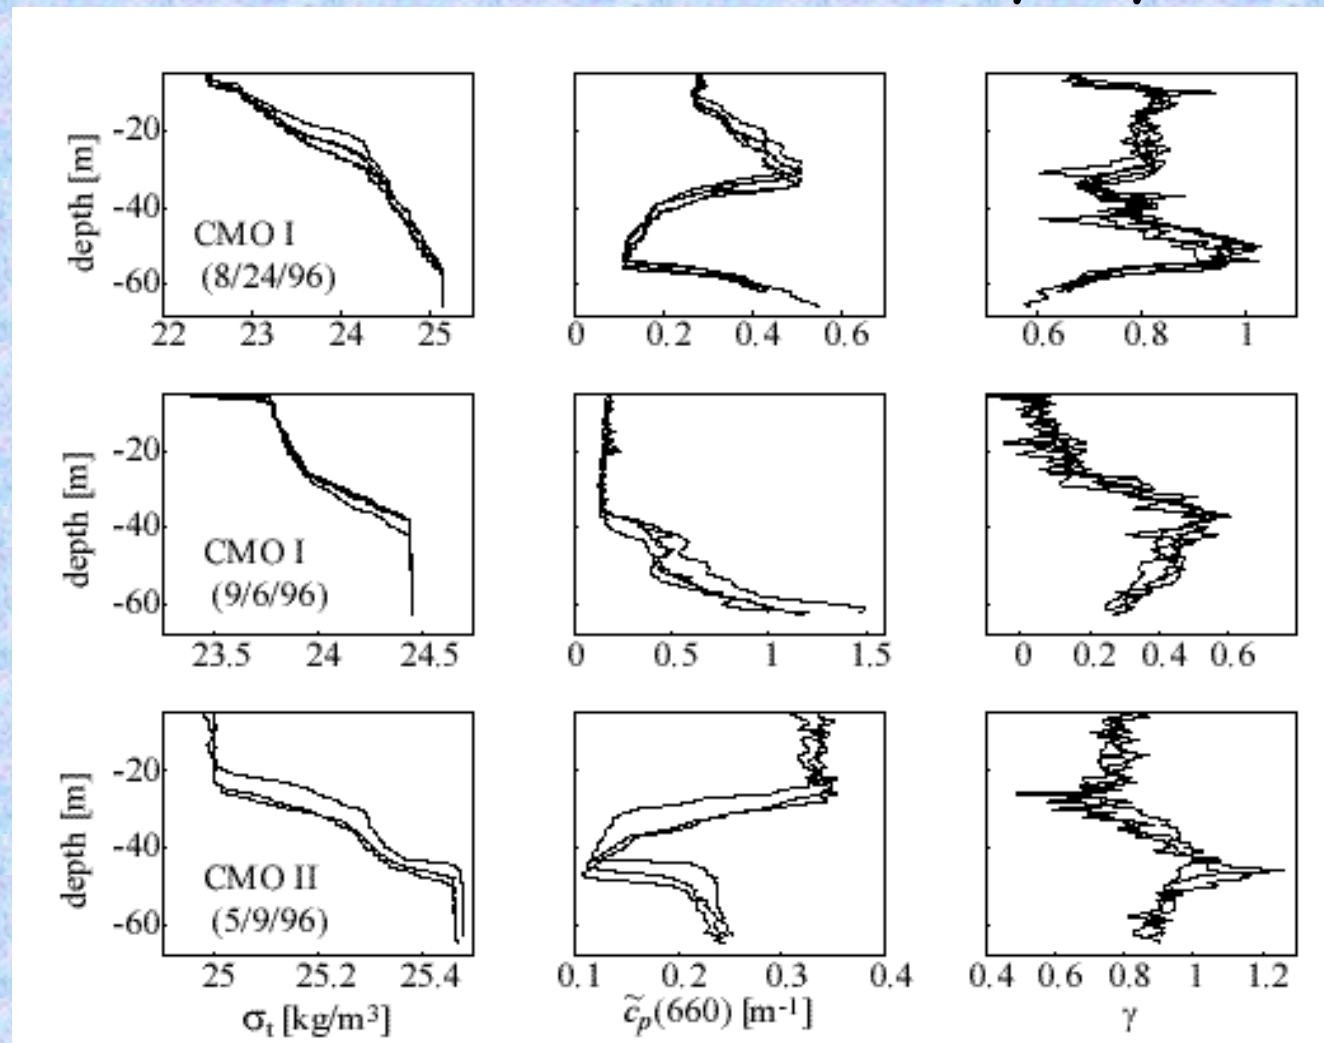 depth [m]
-20
-40
-60
CMO I
(8/24/96)
22 23 24 25
0 0.2 0.4 0.6
0.6 0.8 1
depth [m]
-20
-40
-60
CMO I
(9/6/96)
23.5 24 24.5
0 0.5 1 1.5
0 0.2 0.4 0.6
depth [m]
-20
-40
-60
CMO II
(5/9/96)
25 25.2 25.4
0.1 0.2 0.3 0.4
0.4 0.6 0.8 1 1.2
σt [kg/m³]
c̃p(660) [m⁻¹]
γ